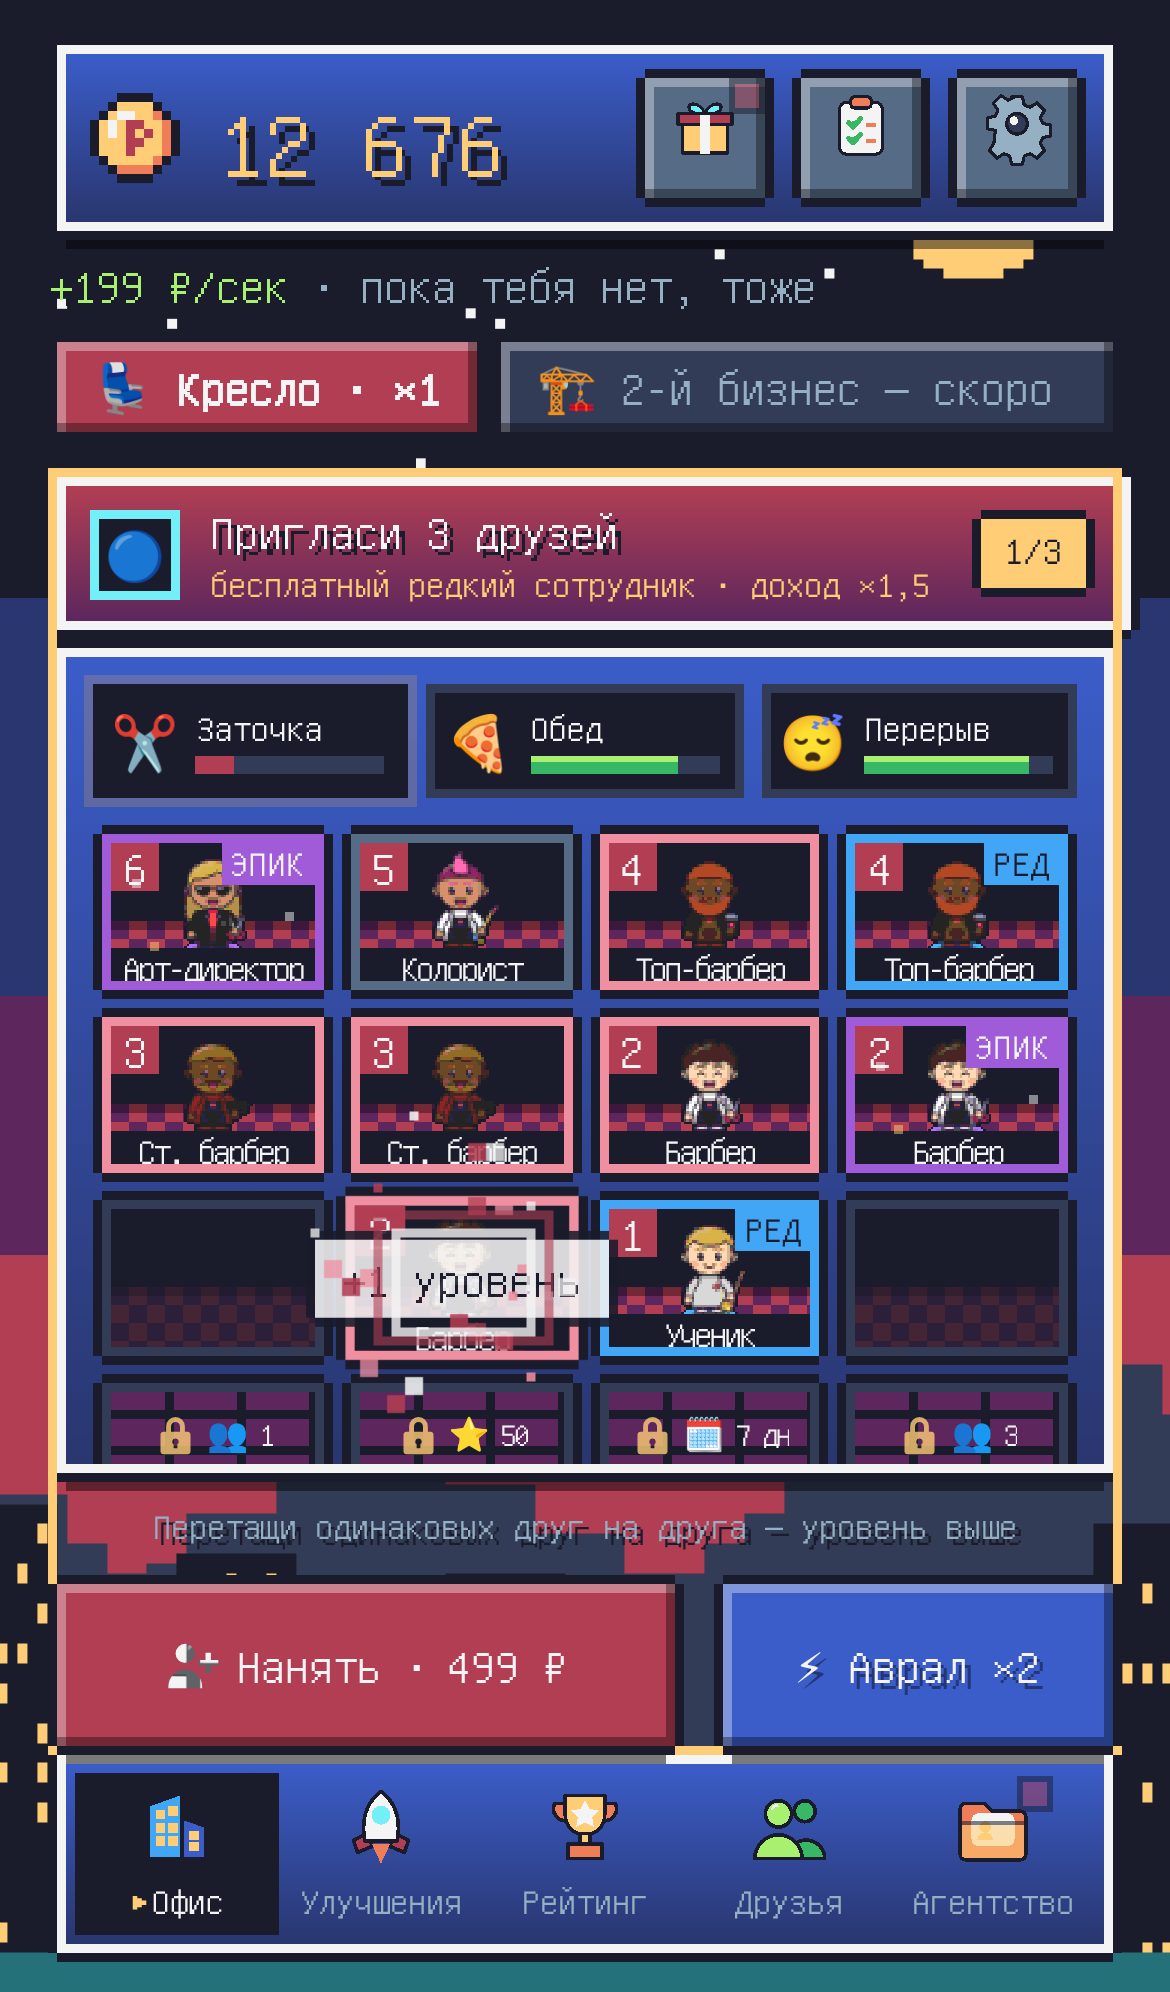 12 676
+199 ₽/сек · пока тебя нет, тоже
Кресло · ×1
2-й бизнес — скоро
Пригласи 3 друзей
бесплатный редкий сотрудник · доход ×1,5
1/3
Заточка
Обед
Перерыв
6 ЭПИК
Арт-директор
5
Колорист
4
Топ-барбер
4 РЕД
Топ-барбер
3
Ст. барбер
3
Ст. барбер
2
Барбер
2 ЭПИК
Барбер
2
+1 уровень
Барбер
1 РЕД
Ученик
1
50
7 дн
3
Перетащи одинаковых друг на друга — уровень выше
Нанять · 499 ₽
⚡ Аврал ×2
Офис
Улучшения
Рейтинг
Друзья
Агентство